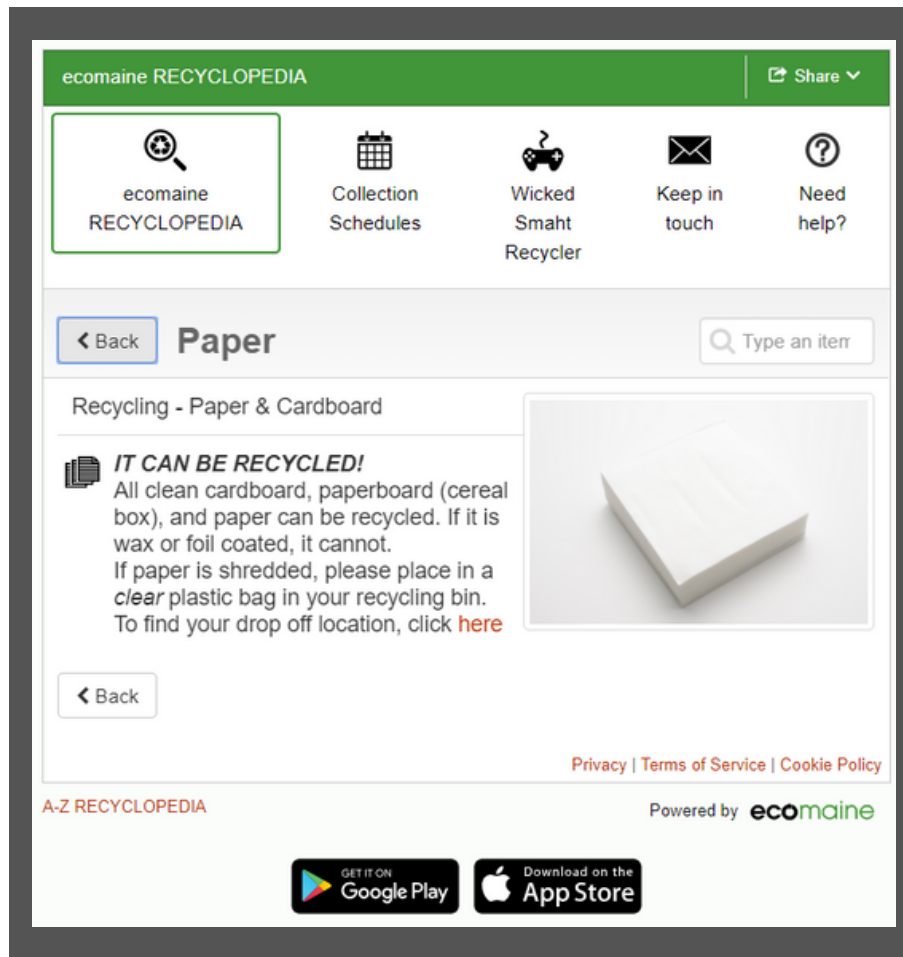 ecomaine RECYCLOPEDIA
Share
ecomaine
RECYCLOPEDIA
Collection
Schedules
Wicked
Smaht
Recycler
Keep in
touch
Need
help?
Back
Paper
Type an item
Recycling - Paper & Cardboard
IT CAN BE RECYCLED!
All clean cardboard, paperboard (cereal
box), and paper can be recycled. If it is
wax or foil coated, it cannot.
If paper is shredded, please place in a
clear plastic bag in your recycling bin.
To find your drop off location, click here
Back
Privacy | Terms of Service | Cookie Policy
A-Z RECYCLOPEDIA
Powered by ecomaine
GET IT ON
Google Play
Download on the
App Store